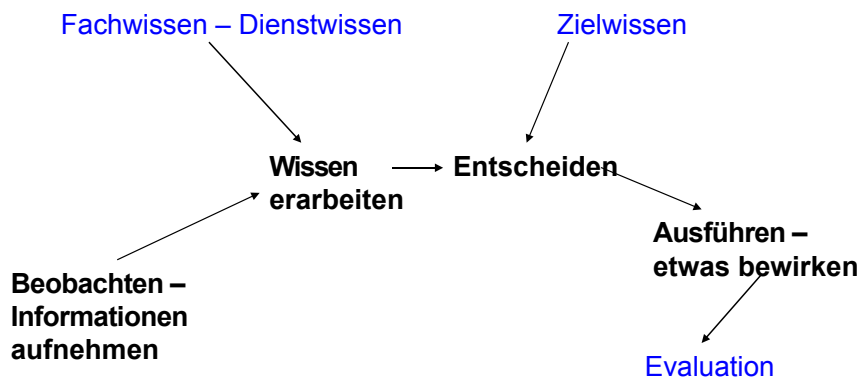 Fachwissen – Dienstwissen
Zielwissen
Wissen
erarbeiten
Entscheiden
Ausführen –
etwas bewirken
Beobachten –
Informationen
aufnehmen
Evaluation